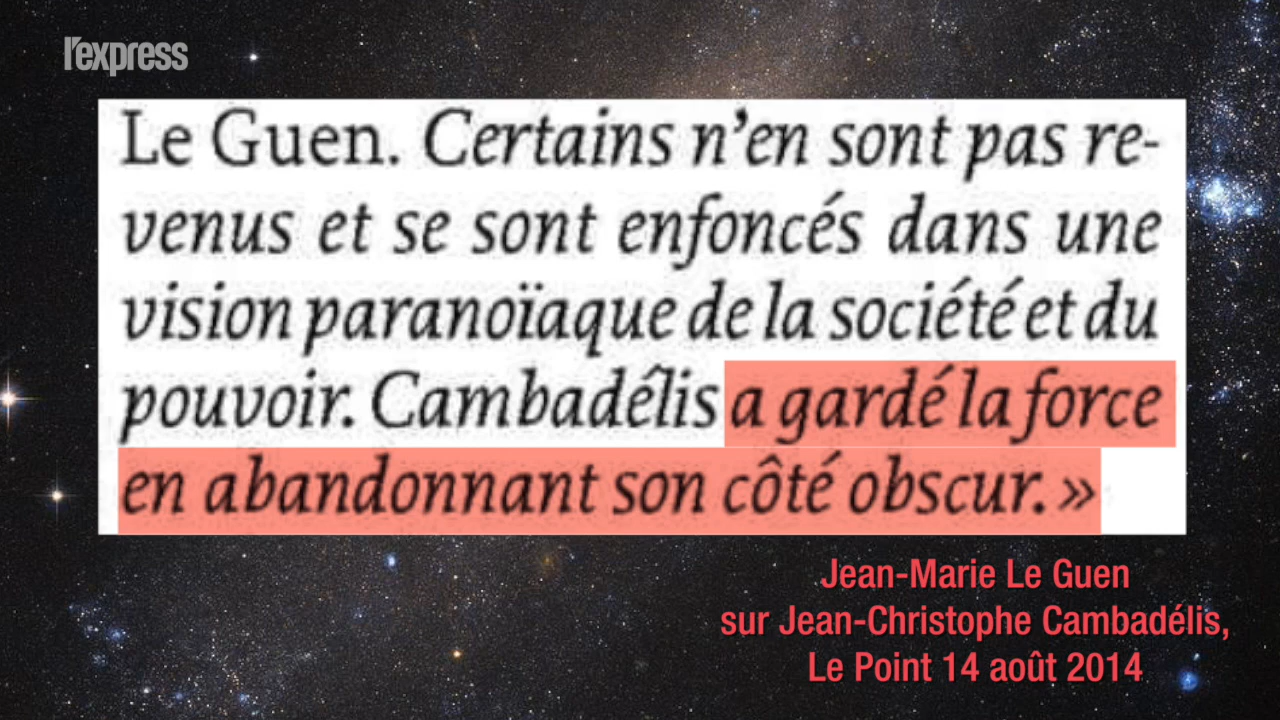 l'express
Le Guen. Certains n'en sont pas re-
venus et se sont enfoncés dans une
vision paranoïaque de la société et du
pouvoir. Cambadélis a gardé la force
en abandonnant son côté obscur. »
Jean-Marie Le Guen
sur Jean-Christophe Cambadélis,
Le Point 14 août 2014